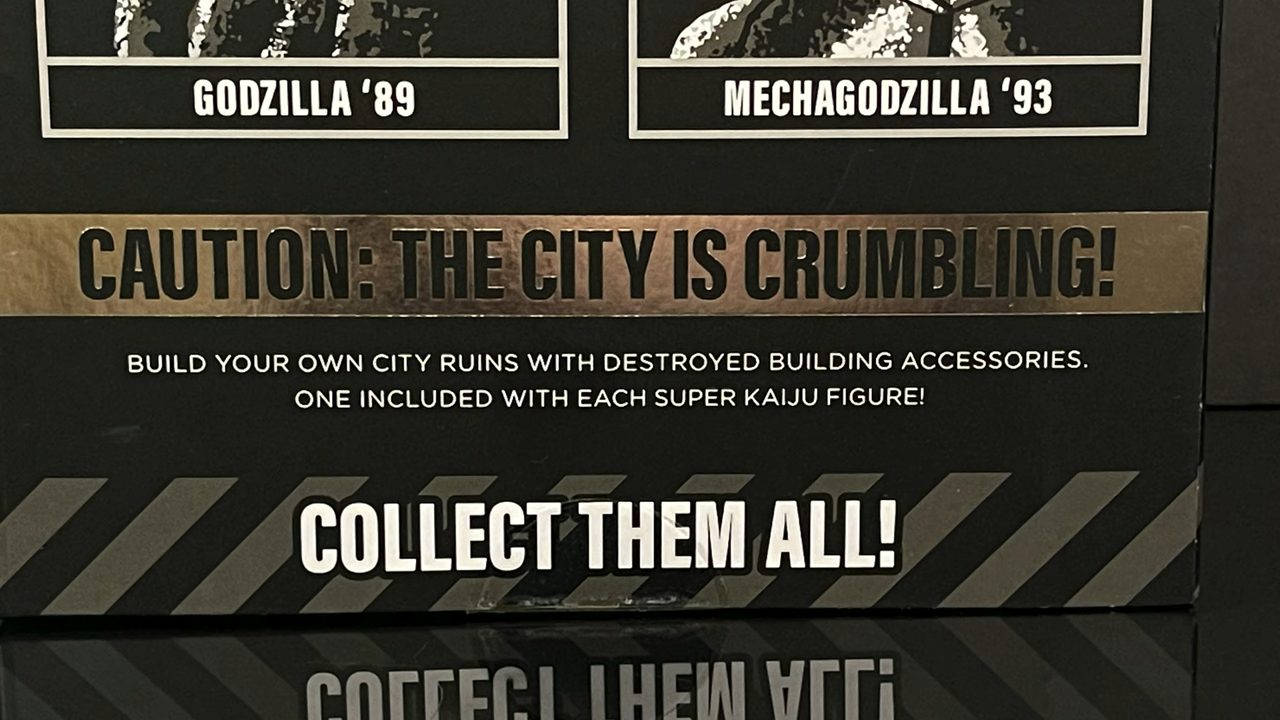 GODZILLA ‘89
MECHAGODZILLA ‘93
CAUTION: THE CITY IS CRUMBLING!
BUILD YOUR OWN CITY RUINS WITH DESTROYED BUILDING ACCESSORIES.
ONE INCLUDED WITH EACH SUPER KAIJU FIGURE!
COLLECT THEM ALL!